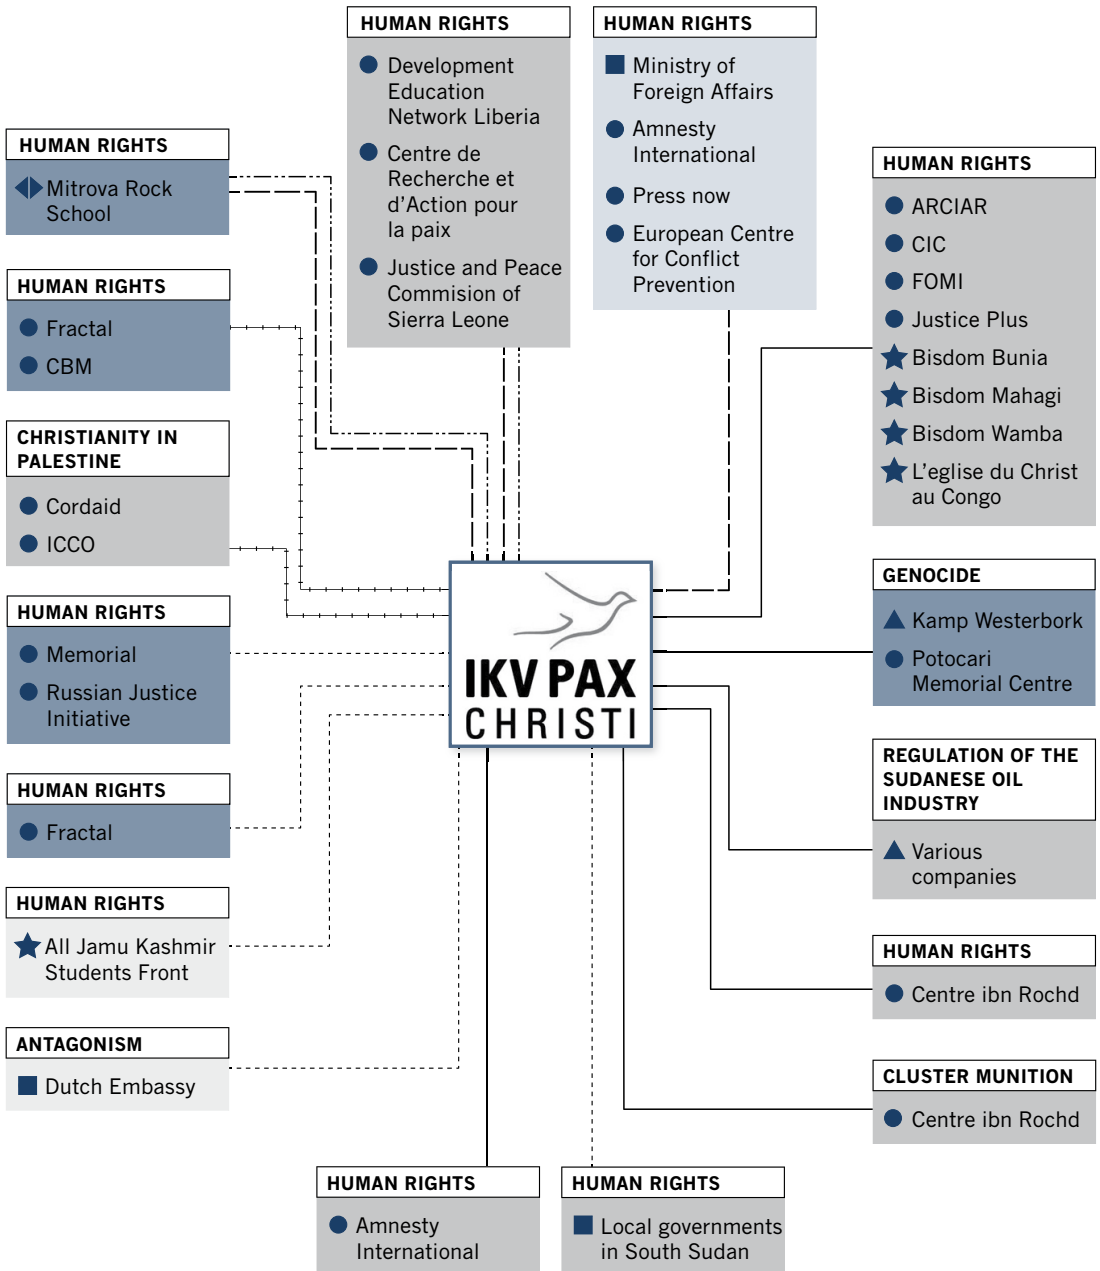 HUMAN RIGHTS
Development
Education
Network Liberia
Centre de
Recherche et
d'Action pour
la paix
Justice and Peace
Commision of
Sierra Leone
HUMAN RIGHTS
Ministry of
Foreign Affairs
Amnesty
International
Press now
European Centre
for Conflict
Prevention
HUMAN RIGHTS
Mitrova Rock
School
HUMAN RIGHTS
Fractal
CBM
CHRISTIANITY IN
PALESTINE
Cordaid
ICCO
HUMAN RIGHTS
Memorial
Russian Justice
Initiative
HUMAN RIGHTS
Fractal
HUMAN RIGHTS
All Jamu Kashmir
Students Front
ANTAGONISM
Dutch Embassy
IKV PAX
CHRISTI
HUMAN RIGHTS
ARCIAR
CIC
FOMI
Justice Plus
Bisdom Bunia
Bisdom Mahagi
Bisdom Wamba
L'eglise du Christ
au Congo
GENOCIDE
Kamp Westerbork
Potocari
Memorial Centre
REGULATION OF THE
SUDANESE OIL
INDUSTRY
Various
companies
HUMAN RIGHTS
Centre ibn Rochd
CLUSTER MUNITION
Centre ibn Rochd
HUMAN RIGHTS
Amnesty
International
HUMAN RIGHTS
Local governments
in South Sudan